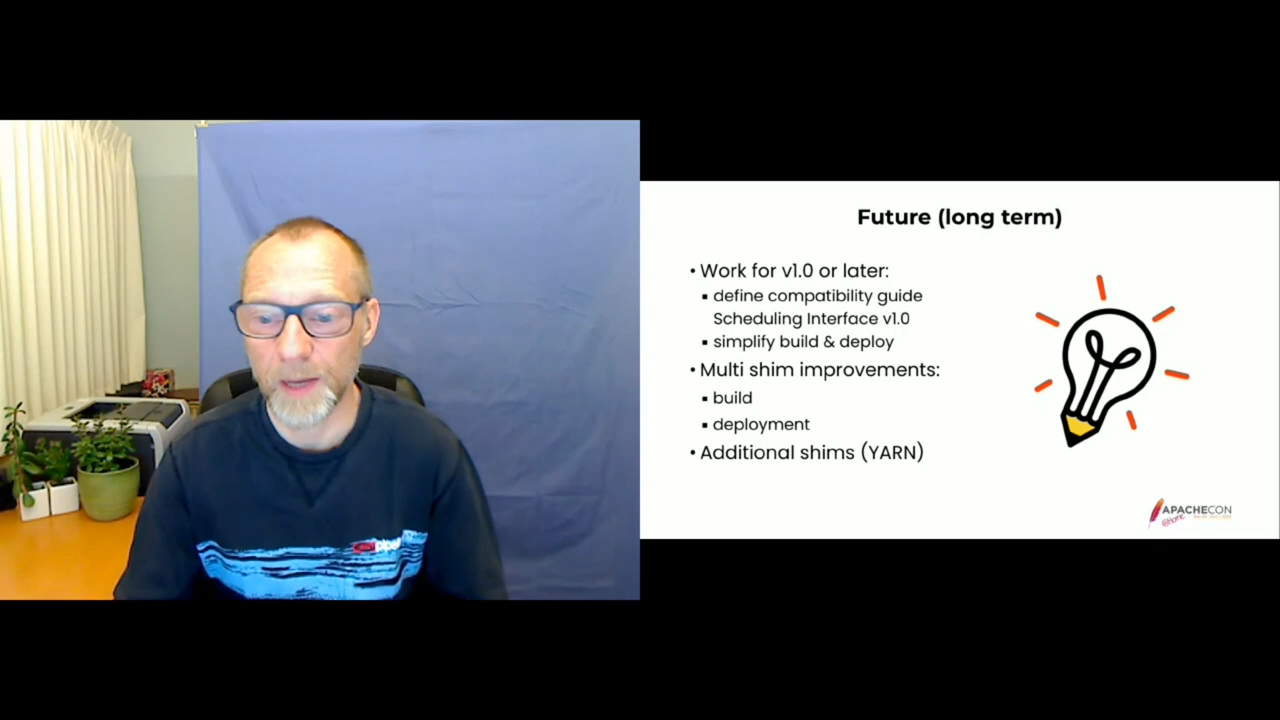 Future (long term)
• Work for v1.0 or later:
▪ define compatibility guide
Scheduling Interface v1.0
▪ simplify build & deploy
• Multi shim improvements:
▪ build
▪ deployment
• Additional shims (YARN)
APACHECON
@Home